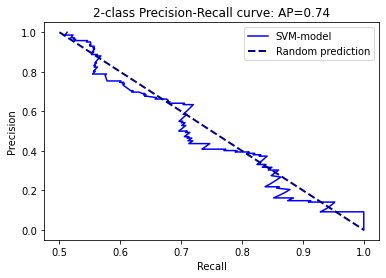 2-class Precision-Recall curve: AP=0.74
SVM-model
Random prediction
1.0
0.8
0.6
0.4
0.2
0.0
Precision
0.5 0.6 0.7 0.8 0.9 1.0
Recall